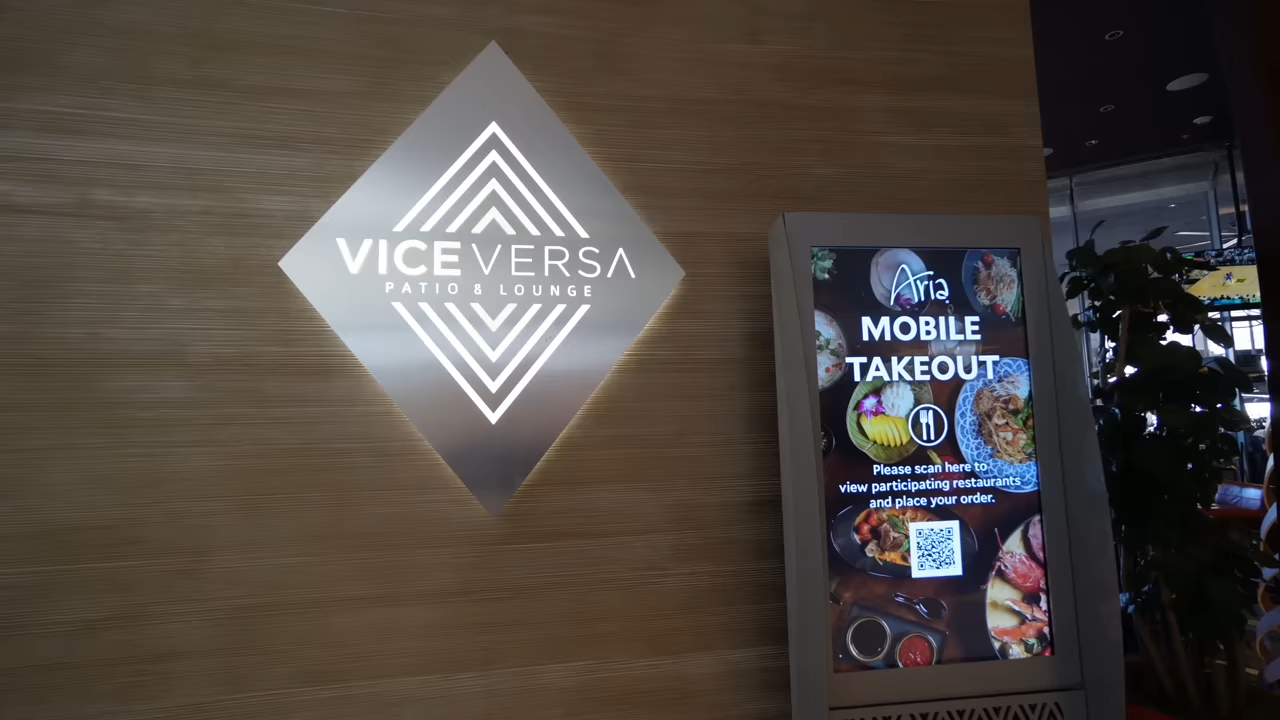 VICE VERSA
PATIO & LOUNGE
Aria
MOBILE
TAKEOUT
Please scan here to
view participating restaurants
and place your order.